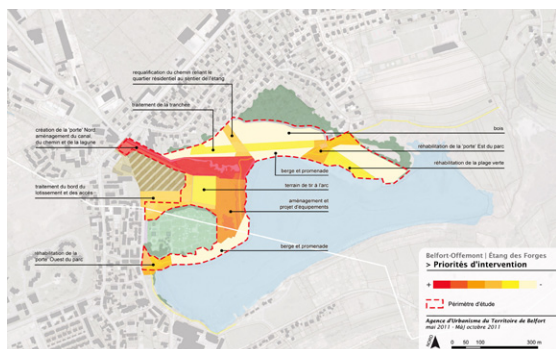 requalification du chemin reliant le
quartier résidentiel au sentier de l'étang
traitement de la tranchée
création de la 'porte' Nord
aménagement du canal,
du chemin et de la lagune
bois
réhabilitation de la 'porte' Est du parc
réhabilitation de la plage verte
berge et promenade
traitement du bord du
lotissement et des accès
terrain de tir à l'arc
aménagement et
projet d'équipements
réhabilitation de la
'porte' Ouest du parc
berge et promenade
Belfort-Offemont | Étang des Forges
> Priorités d'intervention
+ -
Périmètre d'étude
Agence d'Urbanisme du Territoire de Belfort
mai 2011 - MàJ octobre 2011
0 50 100 300 m